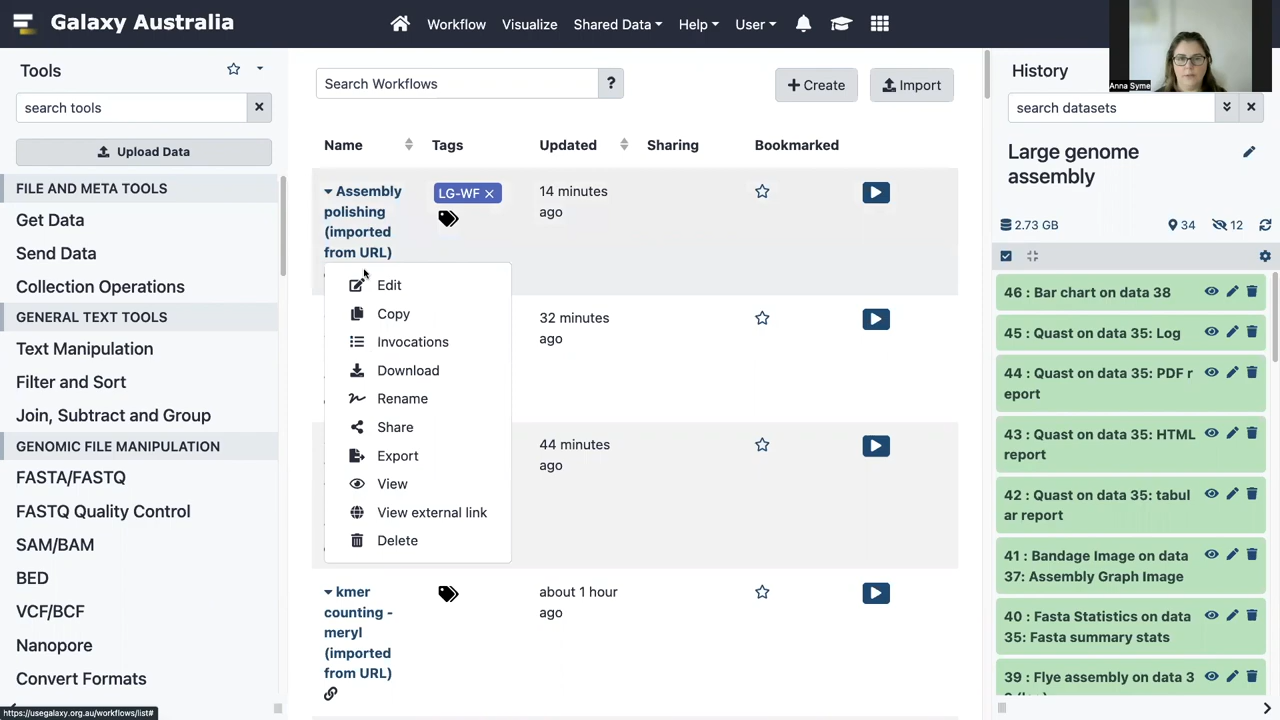 Galaxy Australia
Workflow
Visualize
Shared Data
Help
User
Anna Syme
Tools
search tools
Upload Data
FILE AND META TOOLS
Get Data
Send Data
Collection Operations
GENERAL TEXT TOOLS
Text Manipulation
Filter and Sort
Join, Subtract and Group
GENOMIC FILE MANIPULATION
FASTA/FASTQ
FASTQ Quality Control
SAM/BAM
BED
VCF/BCF
Nanopore
Convert Formats
https://usegalaxy.org.au/workflows/list#
Search Workflows
?
+ Create
Import
Name
Tags
Updated
Sharing
Bookmarked
Assembly
polishing
(imported
from URL)
LG-WF ×
14 minutes
ago
Edit
Copy
Invocations
Download
Rename
Share
Export
View
View external link
Delete
32 minutes
ago
44 minutes
ago
kmer
counting -
meryl
(imported
from URL)
about 1 hour
ago
History
search datasets
Large genome
assembly
2.73 GB
34
12
46 : Bar chart on data 38
45 : Quast on data 35: Log
44 : Quast on data 35: PDF r
eport
43 : Quast on data 35: HTML
report
42 : Quast on data 35: tabul
ar report
41 : Bandage Image on data
37: Assembly Graph Image
40 : Fasta Statistics on data
35: Fasta summary stats
39 : Flye assembly on data 3